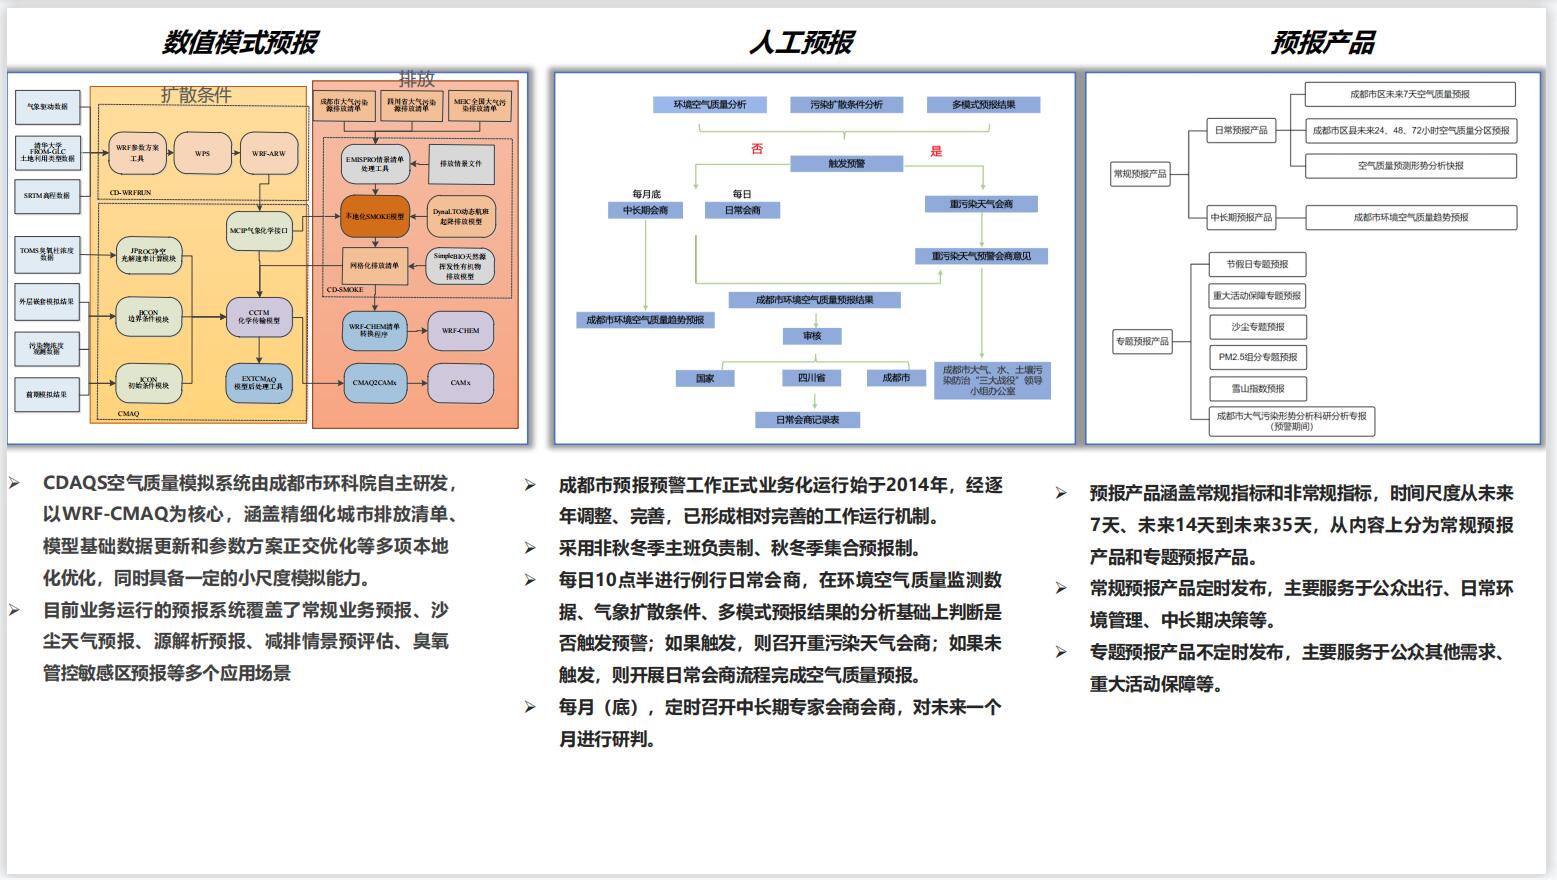 数值模式预报
扩散条件
排放
气象驱动数据
清华大学
FROM-GLC
土地利用类型数据
SRTM高程数据
TOMS臭氧柱浓度
数据
外层嵌套模拟结果
污染物浓度
观测数据
前期模拟结果
WRF参数方案
工具
WPS
WRF-ARW
CD-WRFRUN
MCIP气象化学接口
JPROC净空
光解速率计算模块
BCON
边界条件模块
CCTM
化学传输模型
ICON
初始条件模块
EXTCMAQ
模型后处理工具
CMAQ
成都市大气污染
源排放清单
四川省大气污染
源排放清单
MEIC全国大气污
染排放清单
EMISPRO情景清单
处理工具
排放情景文件
本地化SMOKE模型
DynaLTO动态航班
起降排放模型
网格化排放清单
SimpleBIO天然源
挥发性有机物
排放模型
CD-SMOKE
WRF-CHEM清单
转换程序
WRF-CHEM
CMAQ2CAMx
CAMx
CDAQS空气质量模拟系统由成都市环科院自主研发，
以WRF-CMAQ为核心，涵盖精细化城市排放清单、
模型基础数据更新和参数方案正交优化等多项本地
化优化，同时具备一定的小尺度模拟能力。
目前业务运行的预报系统覆盖了常规业务预报、沙
尘天气预报、源解析预报、减排情景预评估、臭氧
管控敏感区预报等多个应用场景
人工预报
环境空气质量分析
污染扩散条件分析
多模式预报结果
否
是
触发预警
每月底
每日
中长期会商
日常会商
重污染天气会商
重污染天气预警会商意见
成都市环境空气质量预报结果
成都市环境空气质量趋势预报
审核
国家
四川省
成都市
成都市大气、水、土壤污
染防治“三大战役”领导
小组办公室
日常会商记录表
成都市预报预警工作正式业务化运行始于2014年，经逐
年调整、完善，已形成相对完善的工作运行机制。
采用非秋冬季主班负责制、秋冬季集合预报制。
每日10点半进行例行日常会商，在环境空气质量监测数
据、气象扩散条件、多模式预报结果的分析基础上判断是
否触发预警；如果触发，则召开重污染天气会商；如果未
触发，则开展日常会商流程完成空气质量预报。
每月（底），定时召开中长期专家会商会商，对未来一个
月进行研判。
预报产品
常规预报产品
日常预报产品
成都市区未来7天空气质量预报
成都市区县未来24、48、72小时空气质量分区预报
空气质量预测形势分析快报
中长期预报产品
成都市环境空气质量趋势预报
专题预报产品
节假日专题预报
重大活动保障专题预报
沙尘专题预报
PM2.5组分专题预报
雪山指数预报
成都市大气污染形势分析科研分析专报
（预警期间）
预报产品涵盖常规指标和非常规指标，时间尺度从未来
7天、未来14天到未来35天，从内容上分为常规预报
产品和专题预报产品。
常规预报产品定时发布，主要服务于公众出行、日常环
境管理、中长期决策等。
专题预报产品不定时发布，主要服务于公众其他需求、
重大活动保障等。